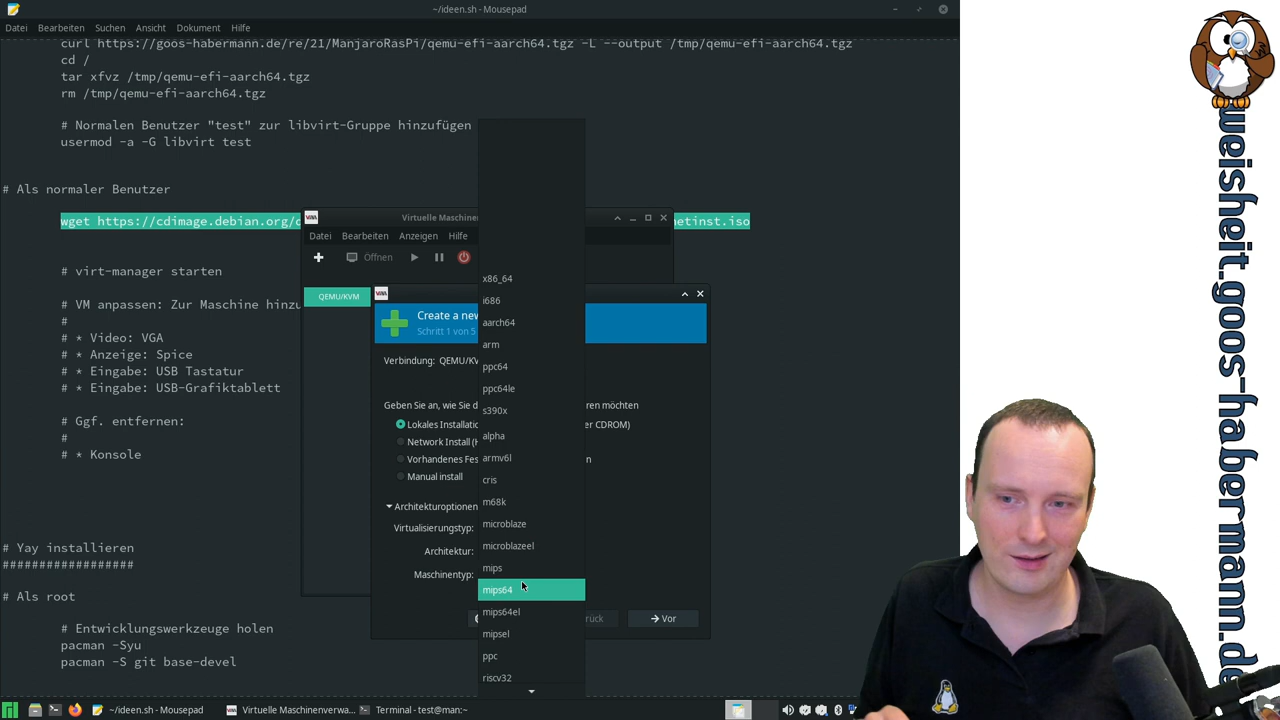 ~/ideen.sh - Mousepad
Datei Bearbeiten Suchen Ansicht Dokument Hilfe
curl https://goos-habermann.de/re/21/ManjaroRasPi/qemu-efi-aarch64.tgz -L --output /tmp/qemu-efi-aarch64.tgz
cd /
tar xfvz /tmp/qemu-efi-aarch64.tgz
rm /tmp/qemu-efi-aarch64.tgz
# Normalen Benutzer "test" zur libvirt-Gruppe hinzufügen
usermod -a -G libvirt test
# Als normaler Benutzer
wget https://cdimage.debian.org/c
netinst.iso
# virt-manager starten
# VM anpassen: Zur Maschine hinzu
#
# * Video: VGA
# * Anzeige: Spice
# * Eingabe: USB Tastatur
# * Eingabe: USB-Grafiktablett
# Ggf. entfernen:
#
# * Konsole
# Yay installieren
#################
# Als root
# Entwicklungswerkzeuge holen
pacman -Syu
pacman -S git base-devel
Virtuelle Maschinen
Datei Bearbeiten Anzeigen Hilfe
Öffnen
QEMU/KVM
Create a new
Schritt 1 von 5
Verbindung: QEMU/KV
Geben Sie an, wie Sie d
eren möchten
Lokales Installatio
er CDROM)
Network Install (H
Vorhandenes Fes
n
Manual install
Architekturoptionen
Virtualisierungstyp:
Architektur:
Maschinentyp:
rück
Vor
x86_64
i686
aarch64
arm
ppc64
ppc64le
s390x
alpha
armv6l
cris
m68k
microblaze
microblazeel
mips
mips64
mips64el
mipsel
ppc
riscv32
~/ideen.sh - Mousepad
Virtuelle Maschinenverwa...
Terminal - test@man:~
weisheit.goos-habermann.de